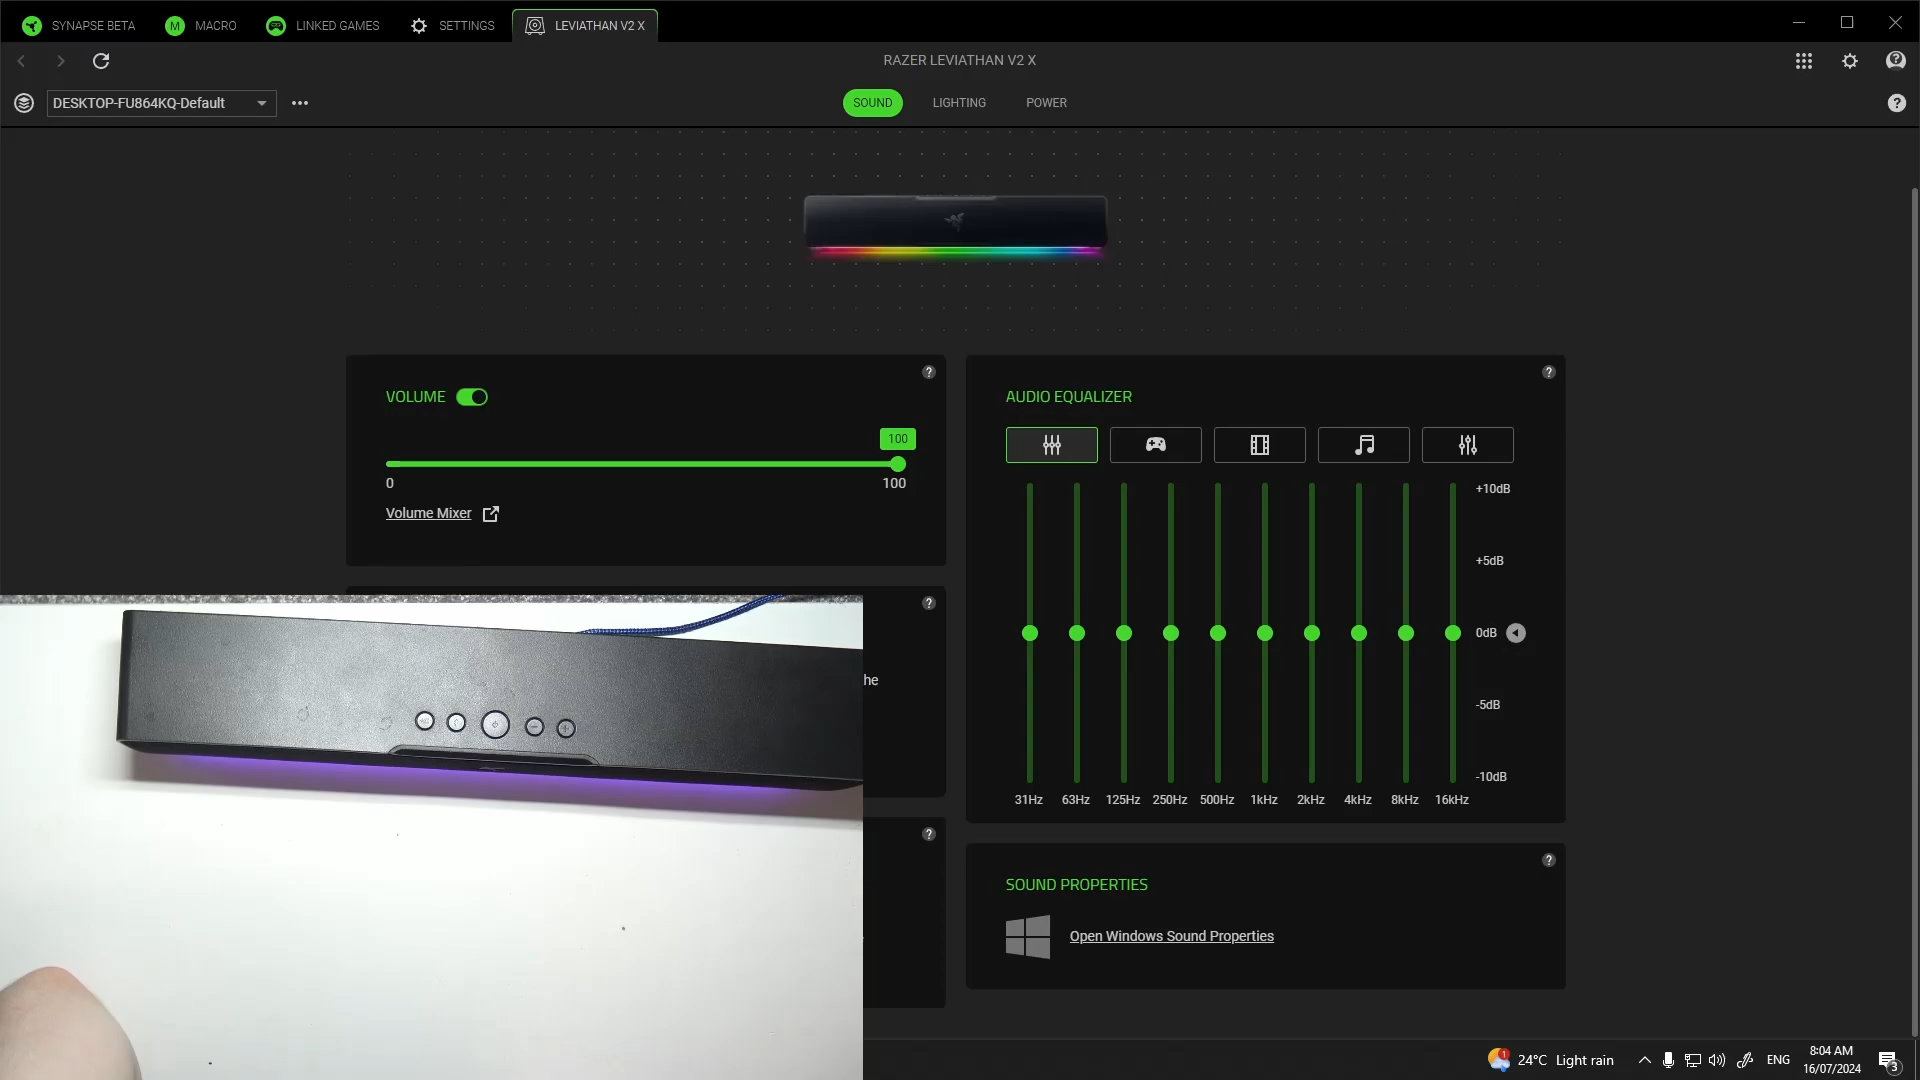 SYNAPSE BETA
MACRO
LINKED GAMES
SETTINGS
LEVIATHAN V2 X
RAZER LEVIATHAN V2 X
DESKTOP-FU864KQ-Default
SOUND
LIGHTING
POWER
VOLUME
100
0
100
Volume Mixer
he
AUDIO EQUALIZER
+10dB
+5dB
0dB
-5dB
-10dB
31Hz 63Hz 125Hz 250Hz 500Hz 1kHz 2kHz 4kHz 8kHz 16kHz
SOUND PROPERTIES
Open Windows Sound Properties
1
24°C Light rain
ENG
8:04 AM
16/07/2024
3